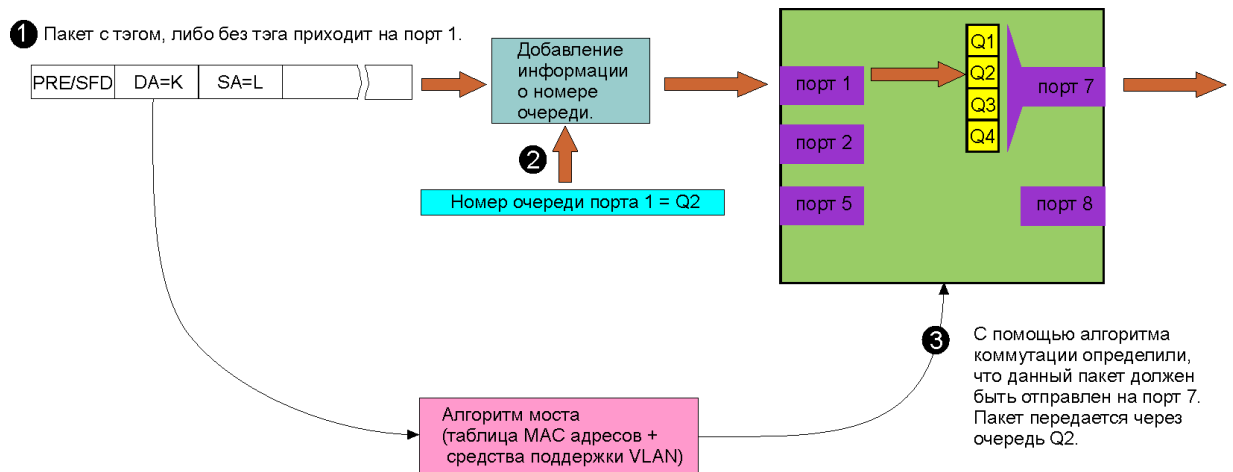 1 Пакет с тэгом, либо без тэга приходит на порт 1.
PRE/SFD DA=K SA=L
Добавление
информации
о номере
очереди.
2
Номер очереди порта 1 = Q2
порт 1
порт 2
порт 5
Q1
Q2
Q3
Q4
порт 7
порт 8
3
С помощью алгоритма
коммутации определили,
что данный пакет должен
быть отправлен на порт 7.
Пакет передается через
очередь Q2.
Алгоритм моста
(таблица MAC адресов +
средства поддержки VLAN)